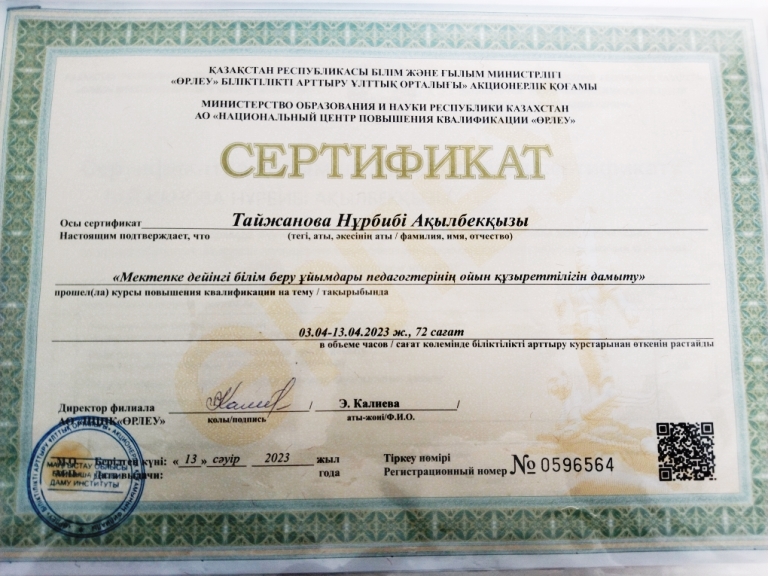 ҚАЗАҚСТАН РЕСПУБЛИКАСЫ БІЛІМ ЖӘНЕ ҒЫЛЫМ МИНИСТРЛІГІ
«ӨРЛЕУ» БІЛІКТІЛІКТІ АРТТЫРУ ҰЛТТЫҚ ОРТАЛЫҒЫ» АКЦИОНЕРЛІК ҚОҒАМЫ
МИНИСТЕРСТВО ОБРАЗОВАНИЯ И НАУКИ РЕСПУБЛИКИ КАЗАХСТАН
АО «НАЦИОНАЛЬНЫЙ ЦЕНТР ПОВЫШЕНИЯ КВАЛИФИКАЦИИ «ӨРЛЕУ»
СЕРТИФИКАТ
Осы сертификат Тайжанова Нұрбибі Ақылбекқызы
Настоящим подтверждает, что (тегі, аты, әкесінің аты / фамилия, имя, отчество)
«Мектепке дейінгі білім беру ұйымдары педагогтерінің ойын құзыреттілігін дамыту»
прошел(ла) курсы повышения квалификации на тему / тақырыбында
03.04-13.04.2023 ж., 72 сағат
в объеме часов / сағат көлемінде біліктілікті арттыру курстарынан өткенін растайды
Директор филиала / Э. Калиева /
АО «НЦПК «ӨРЛЕУ» қолы/подпись аты-жөні/Ф.И.О.
М.О. Берілген күні: « 13 » сәуір 2023 жыл Тіркеу нөмірі
Дата выдачи: года Регистрационный номер № 0596564